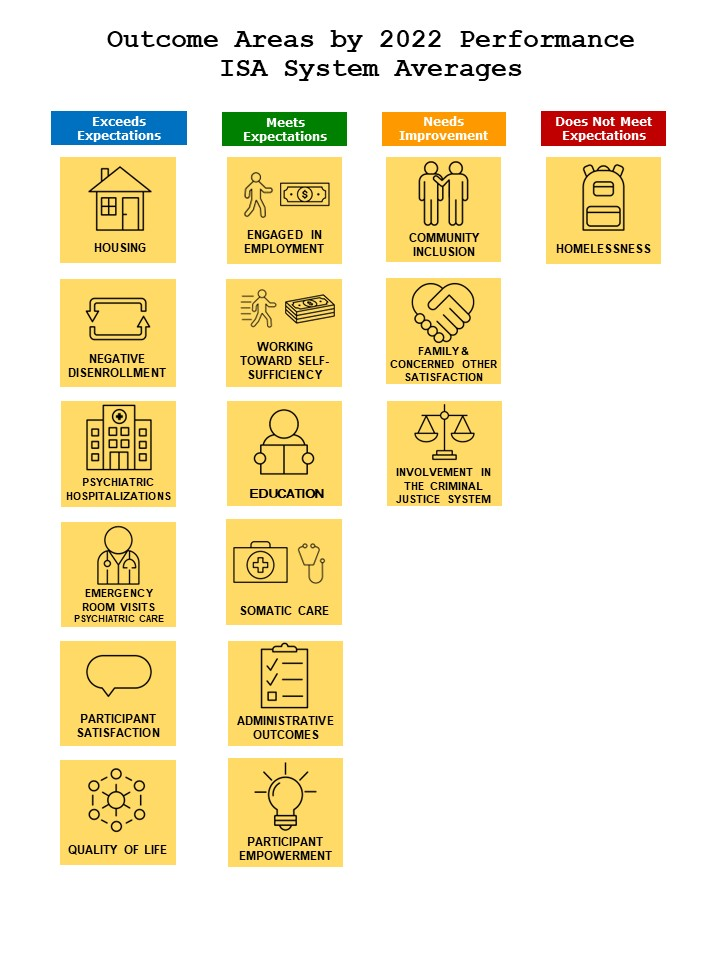 Outcome Areas by 2022 Performance
ISA System Averages
Exceeds
Expectations
HOUSING
NEGATIVE
DISENROLLMENT
PSYCHIATRIC
HOSPITALIZATIONS
EMERGENCY
ROOM VISITS
PSYCHIATRIC CARE
PARTICIPANT
SATISFACTION
QUALITY OF LIFE
Meets
Expectations
ENGAGED IN
EMPLOYMENT
$
WORKING
TOWARD SELF-
SUFFICIENCY
EDUCATION
SOMATIC CARE
ADMINISTRATIVE
OUTCOMES
PARTICIPANT
EMPOWERMENT
Needs
Improvement
COMMUNITY
INCLUSION
FAMILY &
CONCERNED OTHER
SATISFACTION
INVOLVEMENT IN
THE CRIMINAL
JUSTICE SYSTEM
Does Not Meet
Expectations
HOMELESSNESS